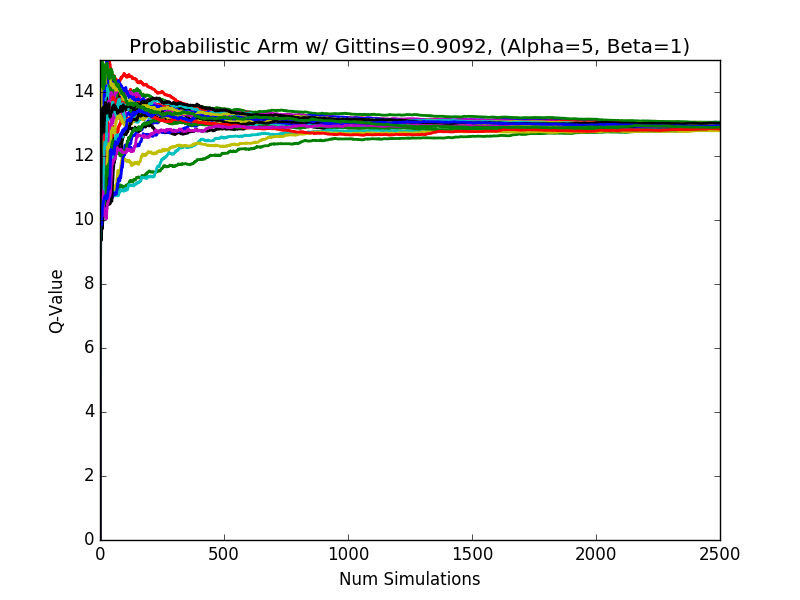 Probabilistic Arm w/ Gittins=0.9092, (Alpha=5, Beta=1)
14
12
10
8
6
4
2
0
Q-Value
0 500 1000 1500 2000 2500
Num Simulations